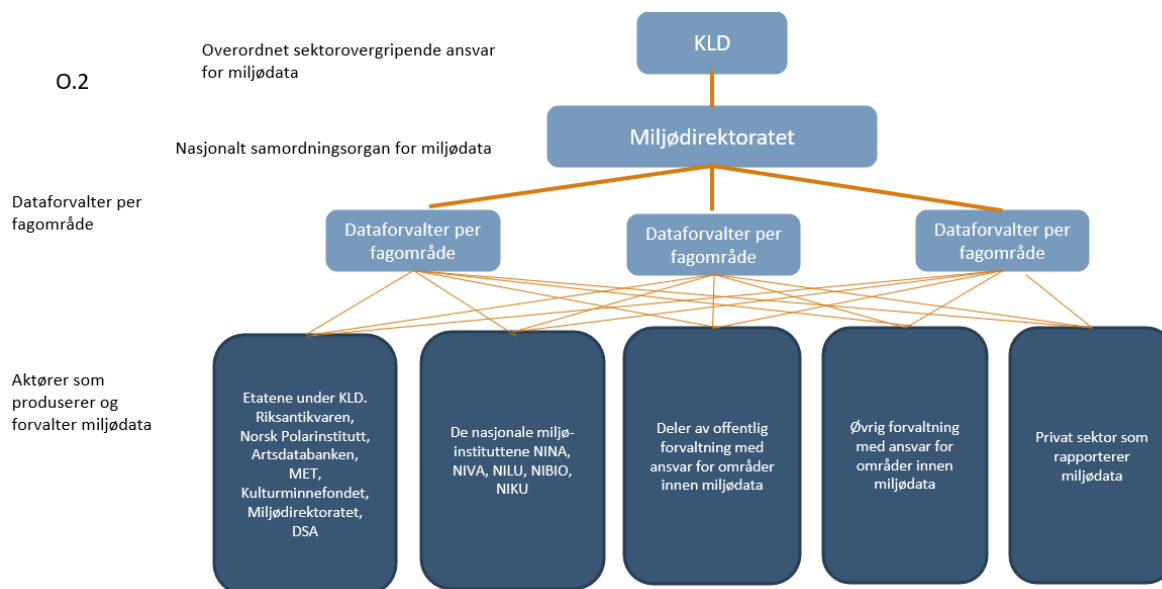 KLD
Overordnet sektorovergripende ansvar
for miljødata
O.2
Miljødirektoratet
Nasjonalt samordningsorgan for miljødata
Dataforvalter per
fagområde
Dataforvalter per
fagområde
Dataforvalter per
fagområde
Dataforvalter per
fagområde
Aktører som
produserer og
forvalter miljødata
Etatene under KLD.
Riksantikvaren,
Norsk Polarinstitutt,
Artsdatabanken,
MET,
Kulturminnefondet,
Miljødirektoratet,
DSA
De nasjonale miljø-
instituttene NINA,
NIVA, NILU, NIBIO,
NIKU
Deler av offentlig
forvaltning med
ansvar for områder
innen miljødata
Øvrig forvaltning
med ansvar for
områder innen
miljødata
Privat sektor som
rapporterer
miljødata